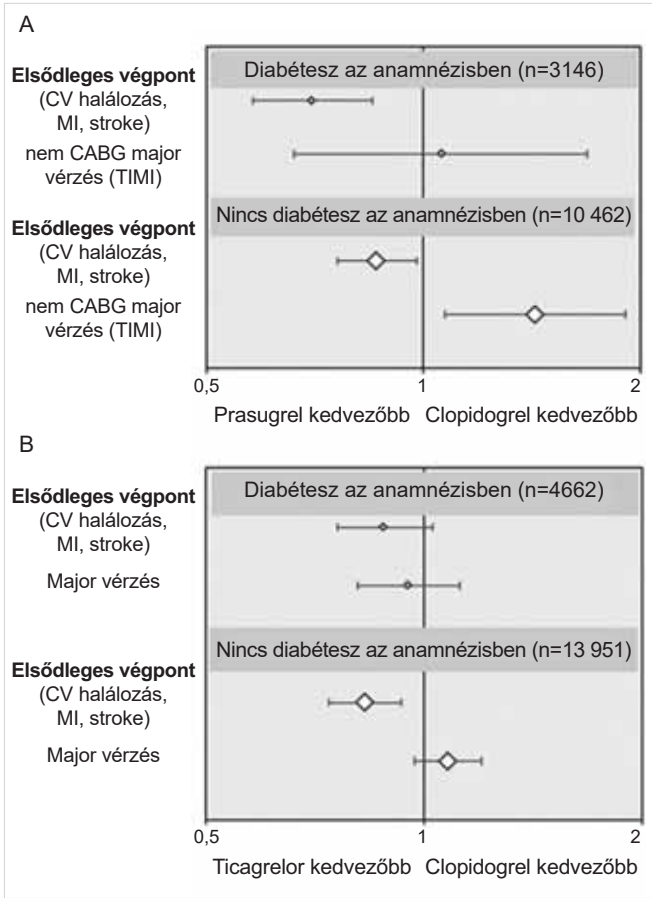 A
Diabétesz az anamnézisben (n=3146)
Elsődleges végpont
(CV halálozás,
MI, stroke)
nem CABG major
vérzés (TIMI)
Nincs diabétesz az anamnézisben (n=10 462)
Elsődleges végpont
(CV halálozás,
MI, stroke)
nem CABG major
vérzés (TIMI)
0,5 1 2
Prasugrel kedvezőbb Clopidogrel kedvezőbb
B
Diabétesz az anamnézisben (n=4662)
Elsődleges végpont
(CV halálozás,
MI, stroke)
Major vérzés
Nincs diabétesz az anamnézisben (n=13 951)
Elsődleges végpont
(CV halálozás,
MI, stroke)
Major vérzés
0,5 1 2
Ticagrelor kedvezőbb Clopidogrel kedvezőbb